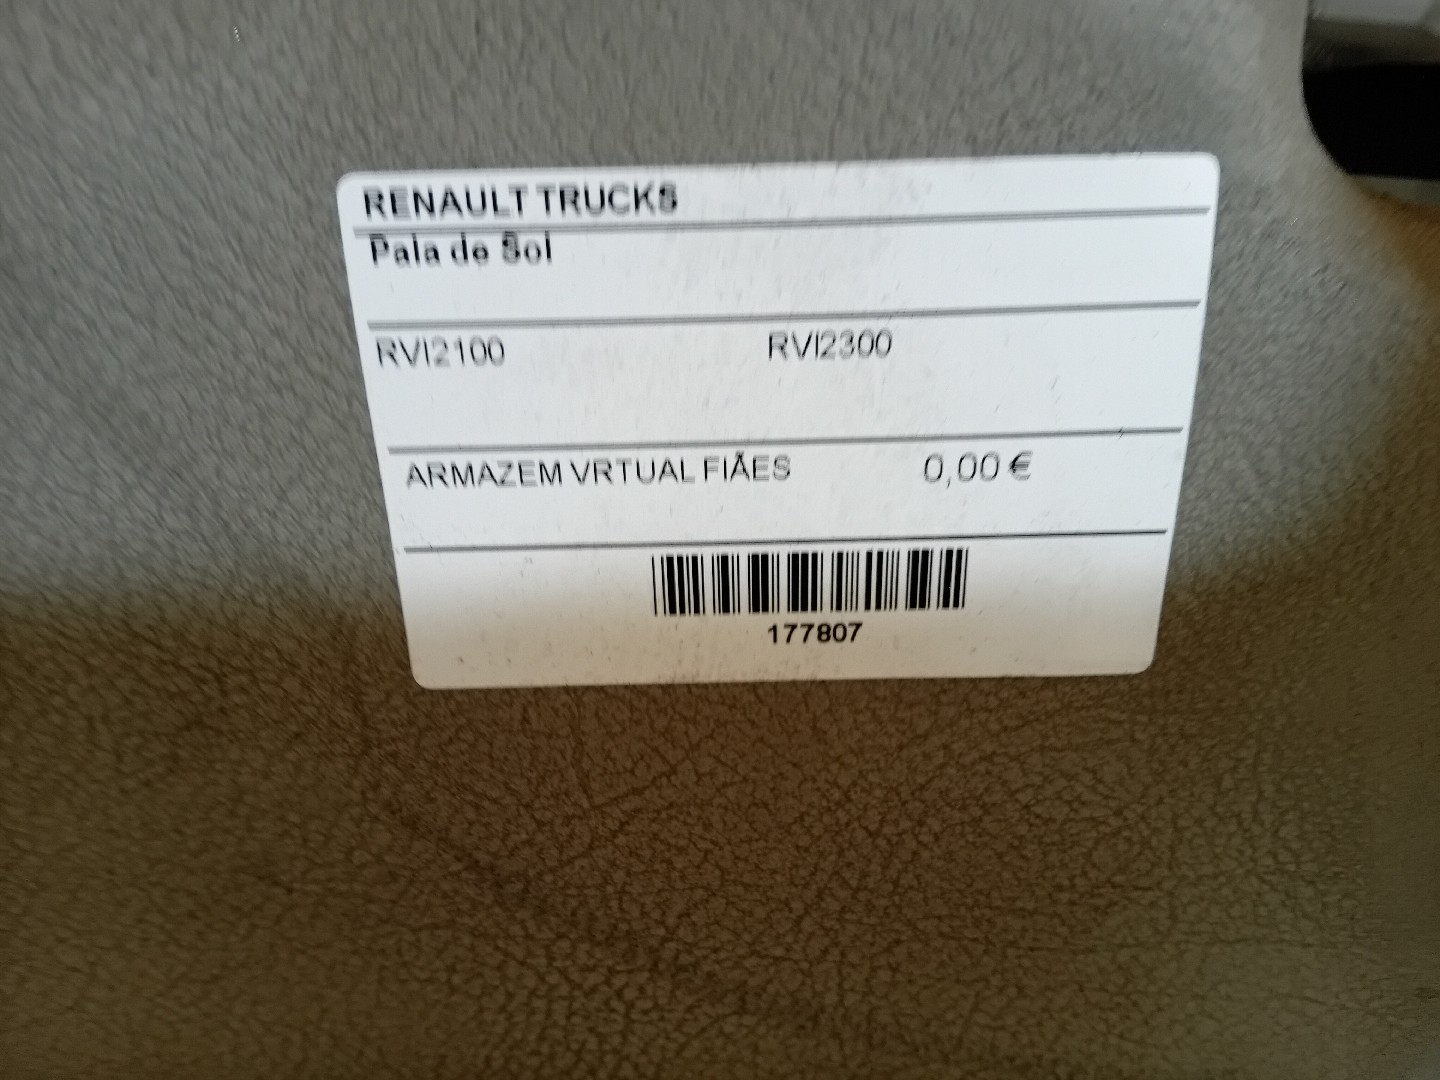 RENAULT TRUCKS
Pala de Sol
RVI2100 RVI2300
ARMAZEM VRTUAL FIÃES 0,00 €
177807